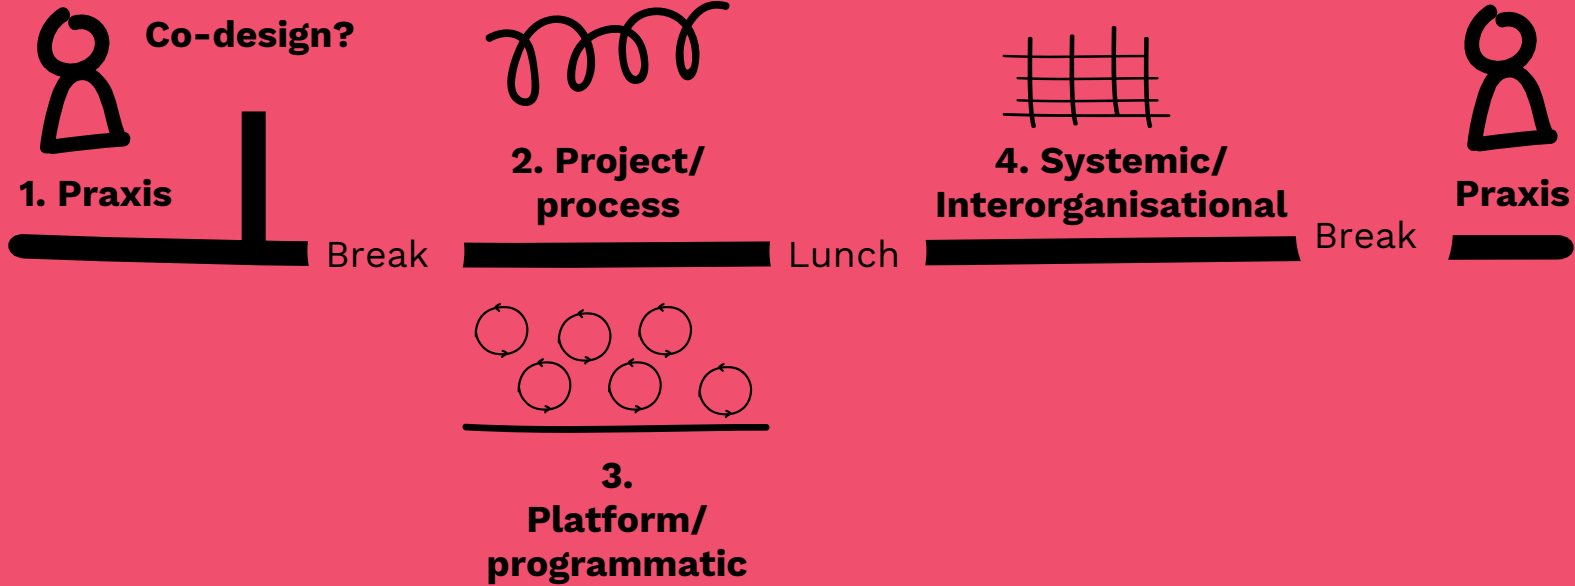 Co-design?
1. Praxis
Break
2. Project/
process
3.
Platform/
programmatic
Lunch
4. Systemic/
Interorganisational
Break
Praxis